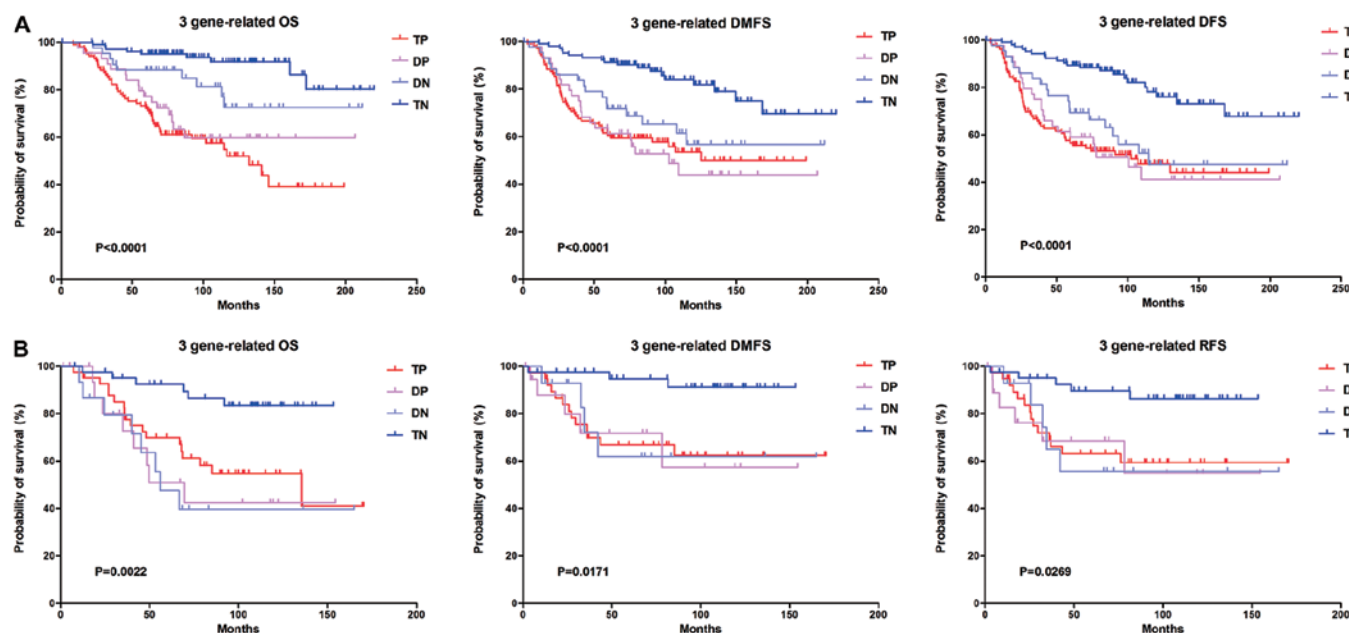 A
3 gene-related OS
Probability of survival (%)
100
80
60
40
20
0
0 50 100 150 200 250
Months
TP
DP
DN
TN
P<0.0001
3 gene-related DMFS
Probability of survival (%)
100
80
60
40
20
0
0 50 100 150 200 250
Months
TP
DP
DN
TN
P<0.0001
3 gene-related DFS
Probability of survival (%)
100
80
60
40
20
0
0 50 100 150 200 250
Months
P<0.0001
B
3 gene-related OS
Probability of survival (%)
100
80
60
40
20
0
0 50 100 150 200
Months
TP
DP
DN
TN
P=0.0022
3 gene-related DMFS
Probability of survival (%)
100
80
60
40
20
0
0 50 100 150 200
Months
TP
DP
DN
TN
P=0.0171
3 gene-related RFS
Probability of survival (%)
100
80
60
40
20
0
0 50 100 150 200
Months
P=0.0269